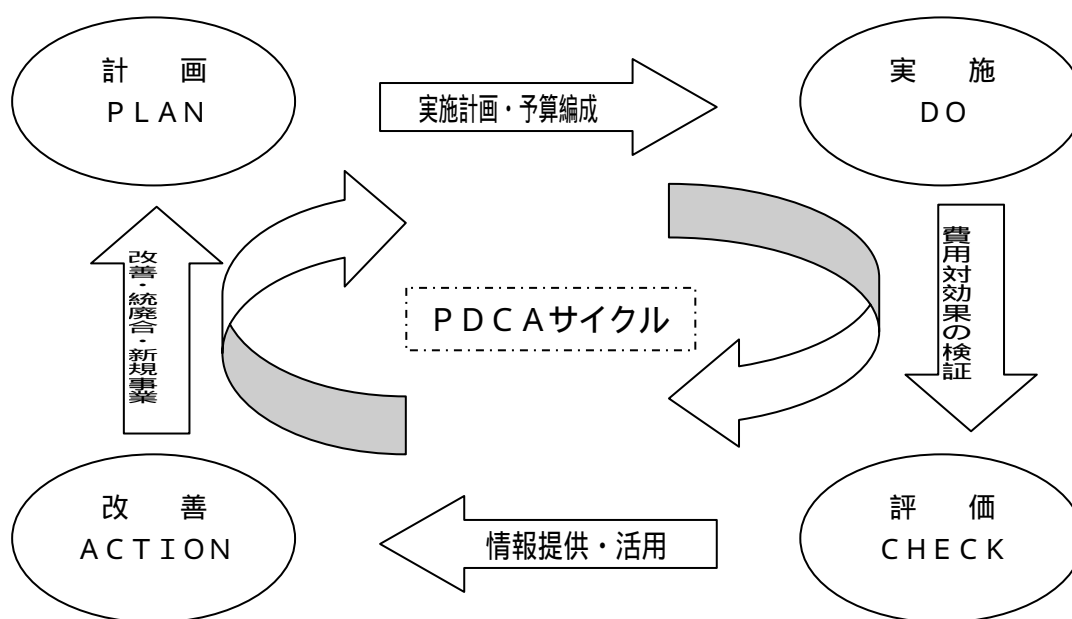 計　画
ＰＬＡＮ
実施計画・予算編成
実　施
ＤＯ
改善・統廃合・新規事業
ＰＤＣＡサイクル
費用対効果の検証
改　善
ＡＣＴＩＯＮ
情報提供・活用
評　価
ＣＨＥＣＫ